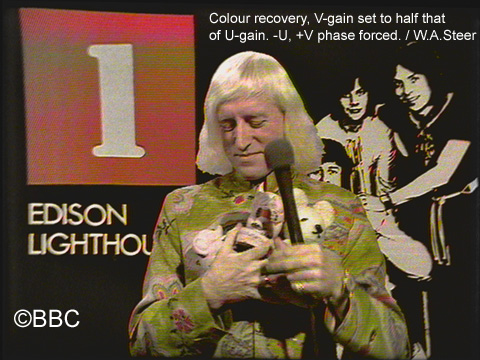 Colour recovery, V-gain set to half that
of U-gain. -U, +V phase forced. / W.A.Steer
1
EDISON
LIGHTHOU
©BBC